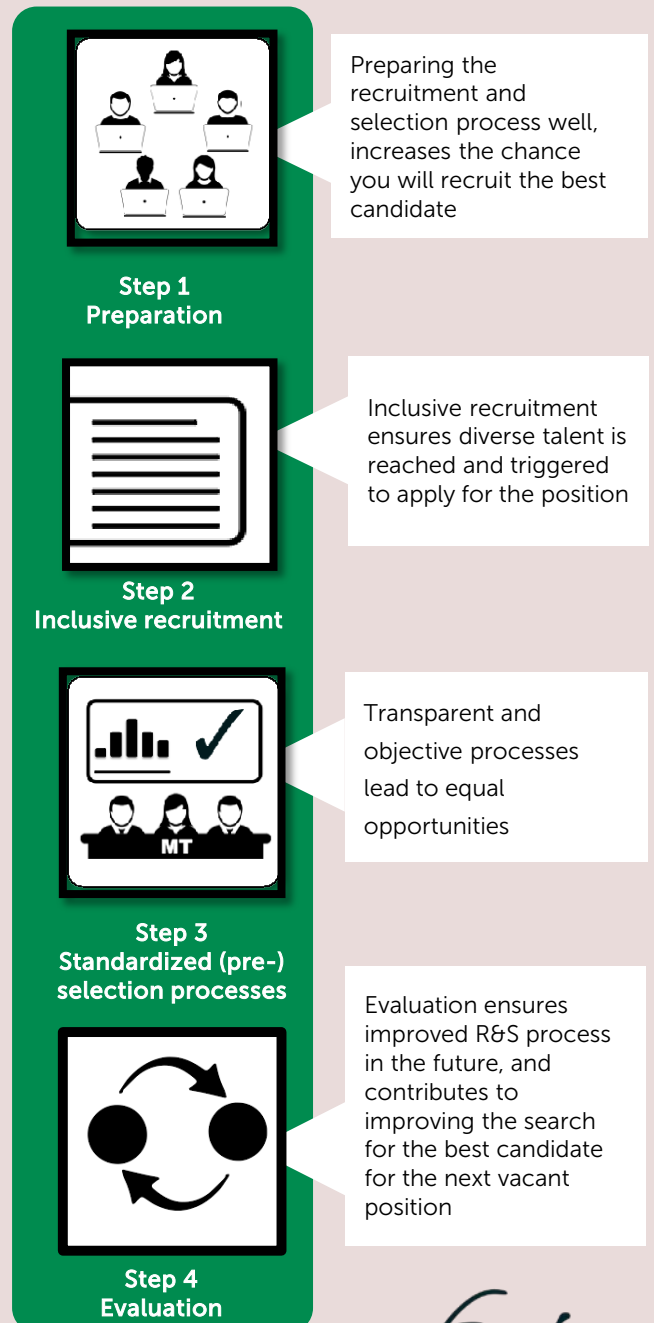 Preparing the
recruitment and
selection process well,
increases the chance
you will recruit the best
candidate
Step 1
Preparation
Inclusive recruitment
ensures diverse talent is
reached and triggered
to apply for the position
Step 2
Inclusive recruitment
Transparent and
objective processes
lead to equal
opportunities
MT
Step 3
Standardized (pre-)
selection processes
Evaluation ensures
improved R&S process
in the future, and
contributes to
improving the search
for the best candidate
for the next vacant
position
Step 4
Evaluation